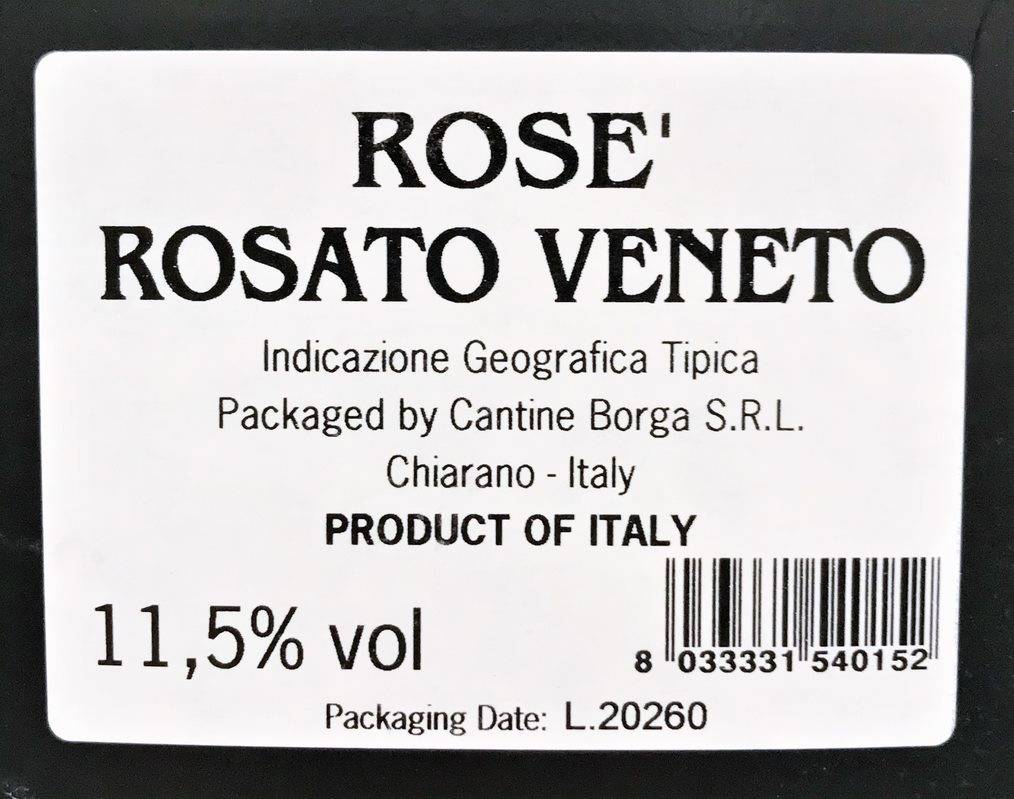 ROSE'
ROSATO VENETO
Indicazione Geografica Tipica
Packaged by Cantine Borga S.R.L.
Chiarano - Italy
PRODUCT OF ITALY
11,5% vol
8 033331 540152
Packaging Date: L.20260